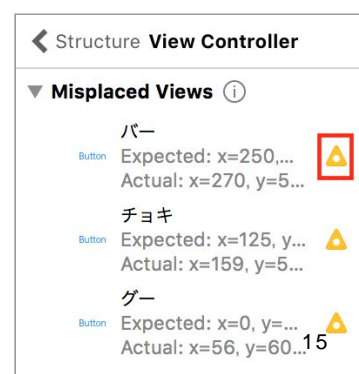 Structure View Controller
Misplaced Views
バー
Button Expected: x=250,...
Actual: x=270, y=5...
チョキ
Button Expected: x=125, y...
Actual: x=159, y=5...
グー
Button Expected: x=0, y=...
Actual: x=56, y=60...
15